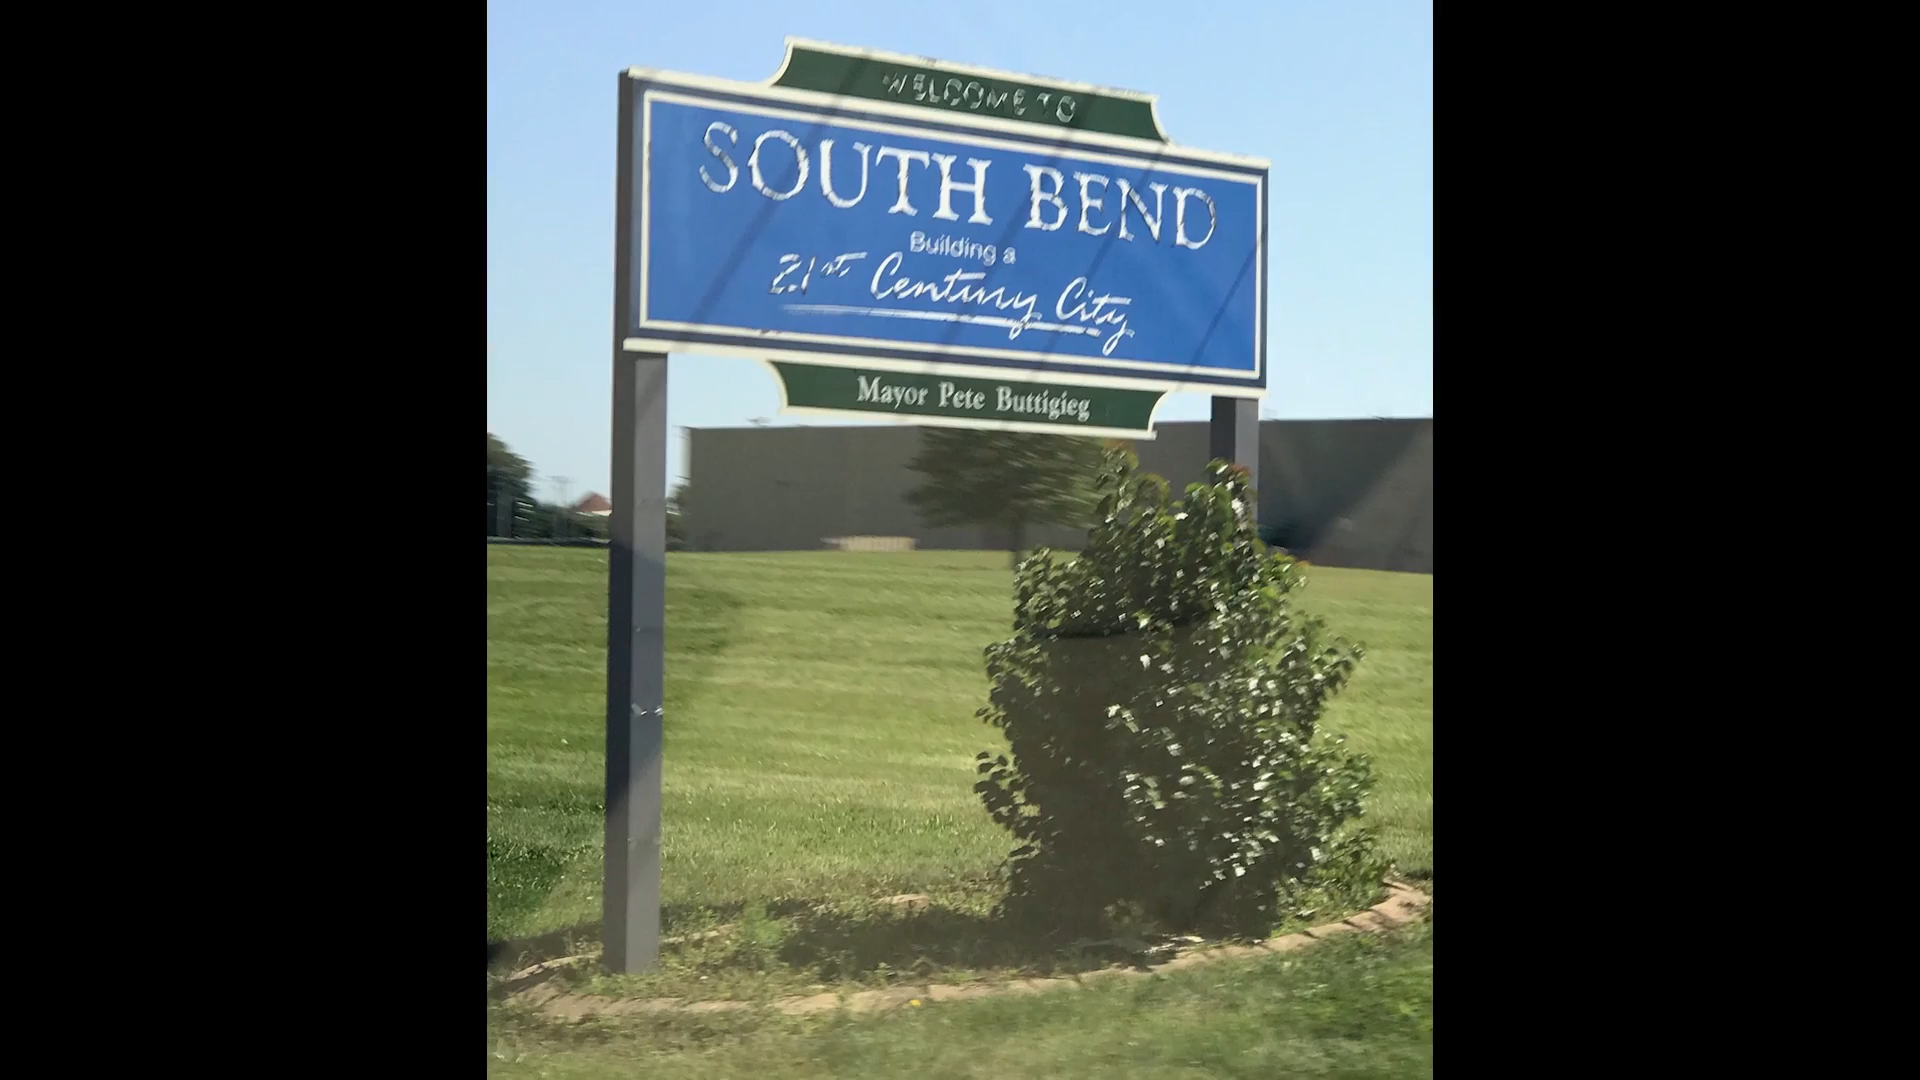 WELCOME TO
SOUTH BEND
Building a
21st Century City
Mayor Pete Buttigieg